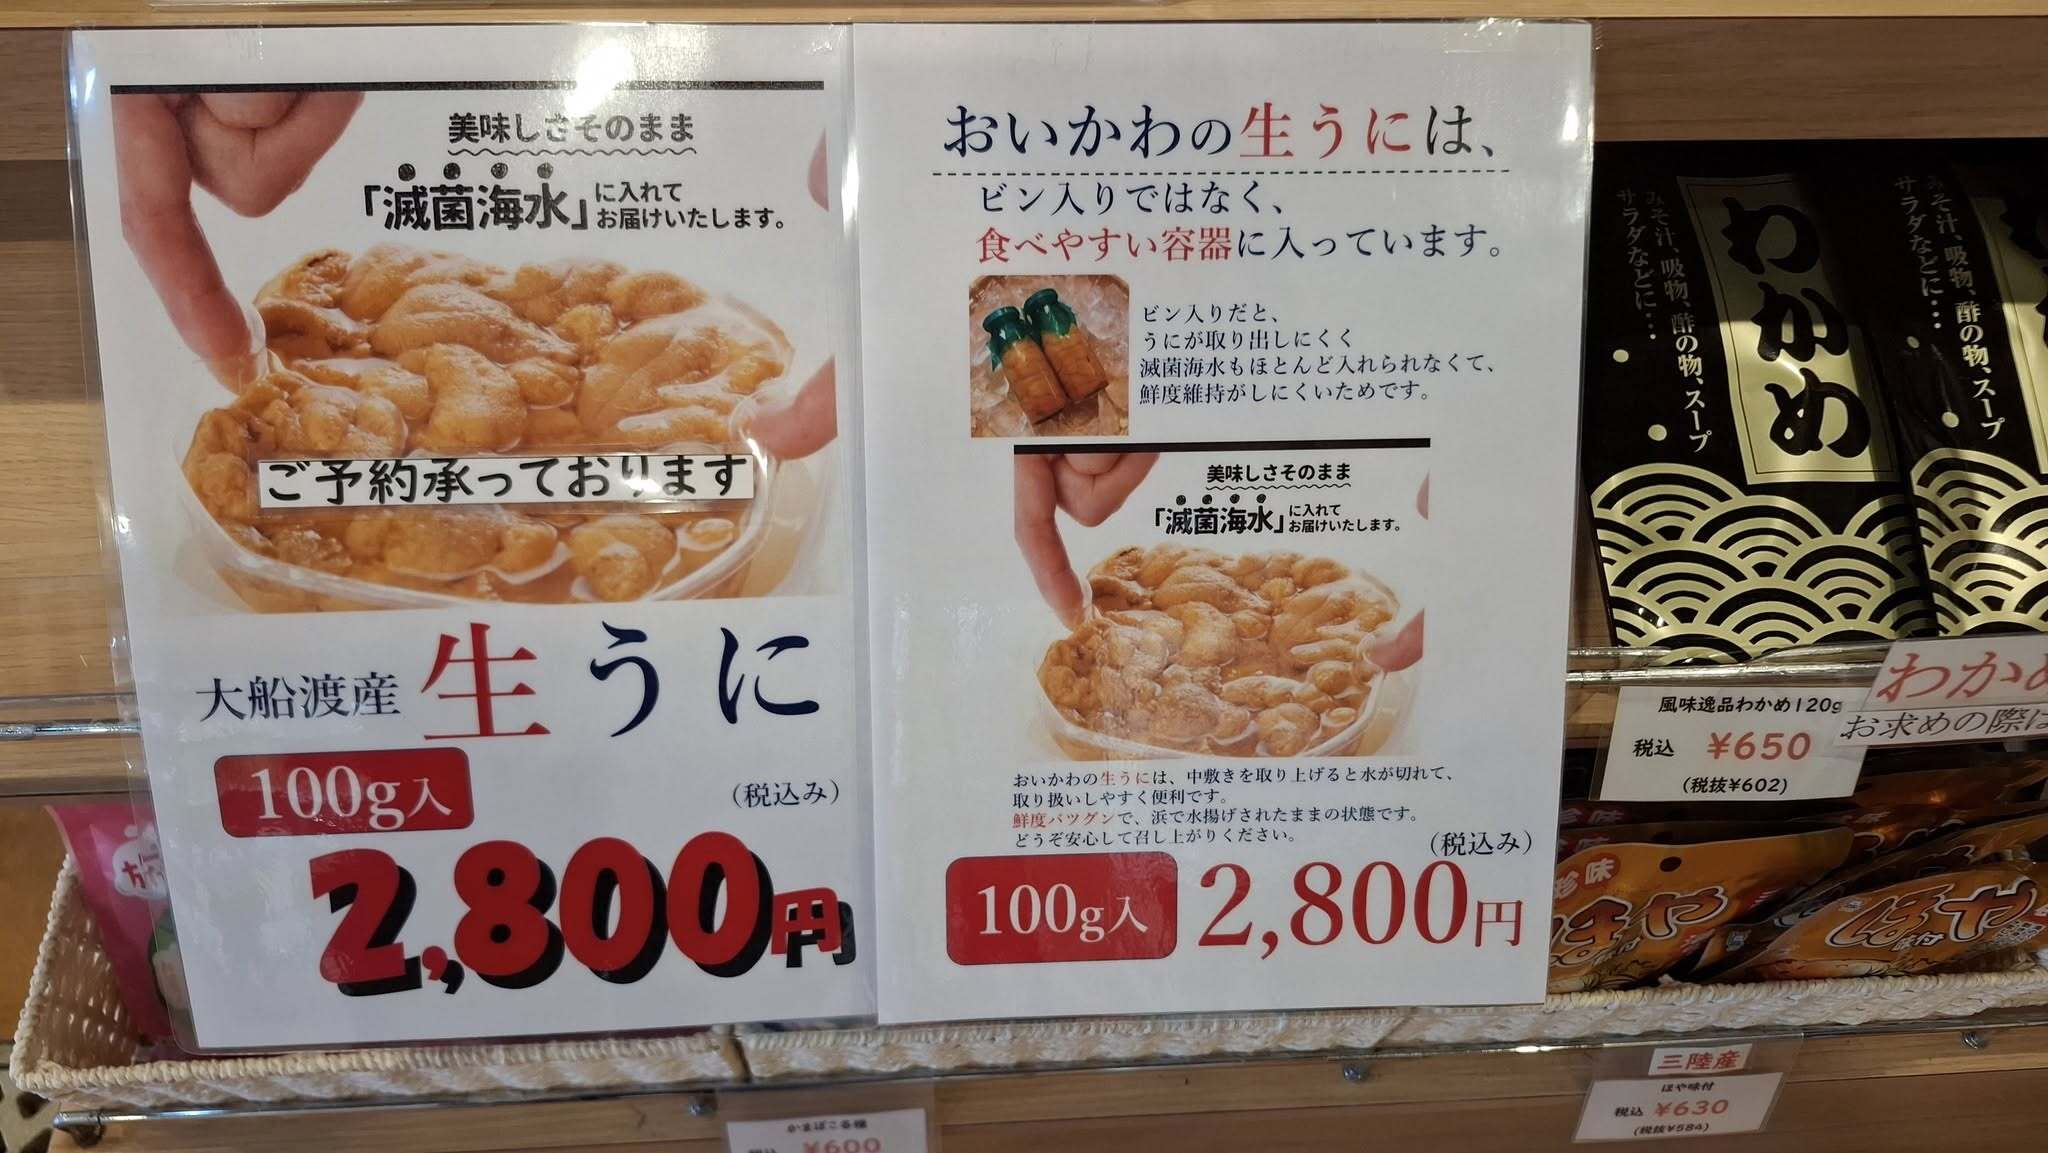 美味しさそのまま
「滅菌海水」に入れて
お届けいたします。
ご予約承っております
大船渡産 生うに
100g入
(税込み)
2,800円
おいかわの生うには、
ビン入りではなく、
食べやすい容器に入っています。
ビン入りだと、
うにが取り出しにくく
滅菌海水もほとんど入れられなくて、
鮮度維持がしにくいためです。
美味しさそのまま
「滅菌海水」に入れて
お届けいたします。
おいかわの生うには、中敷きを取り上げると水が切れて、
取り扱いしやすく便利です。
鮮度バツグンで、浜で水揚げされたままの状態です。
どうぞ安心して召し上がりください。
(税込み)
100g入 2,800円
わかめ
みそ汁、吸物、酢の物、スープ
サラダなどに・・・
みそ汁、吸物、酢の物、スープ
サラダなどに・・・
風味逸品わかめ120g
税込 ¥650
(税抜¥602)
わかめ
お求めの際は
珍味
ほや
味付
三陸産
ほや味付
税込 ¥630
(税抜¥584)
税込 ¥600